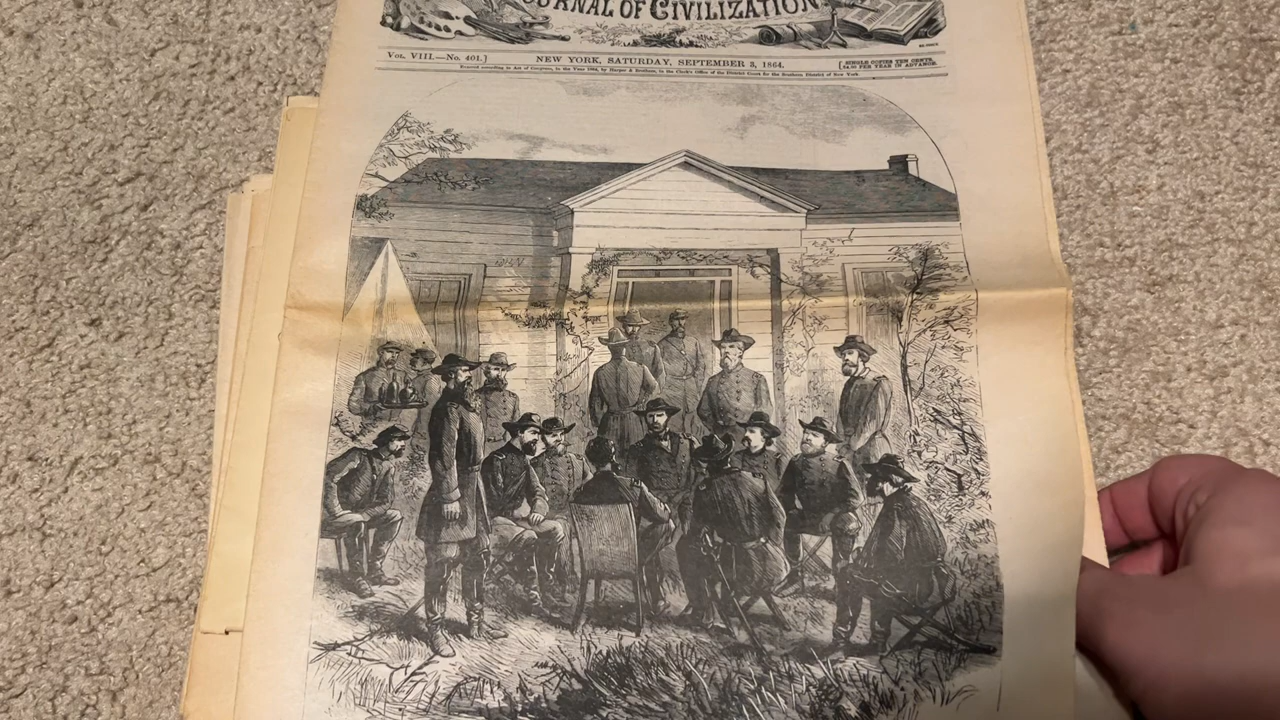 JOURNAL OF CIVILIZATION
Vol. VIII.—No. 401.] NEW YORK, SATURDAY, SEPTEMBER 3, 1864. [SINGLE COPIES TEN CENTS.
$4.00 PER YEAR IN ADVANCE.
Entered according to Act of Congress, in the Year 1864, by Harper & Brothers, in the Clerk's Office of the District Court for the Southern District of New York.